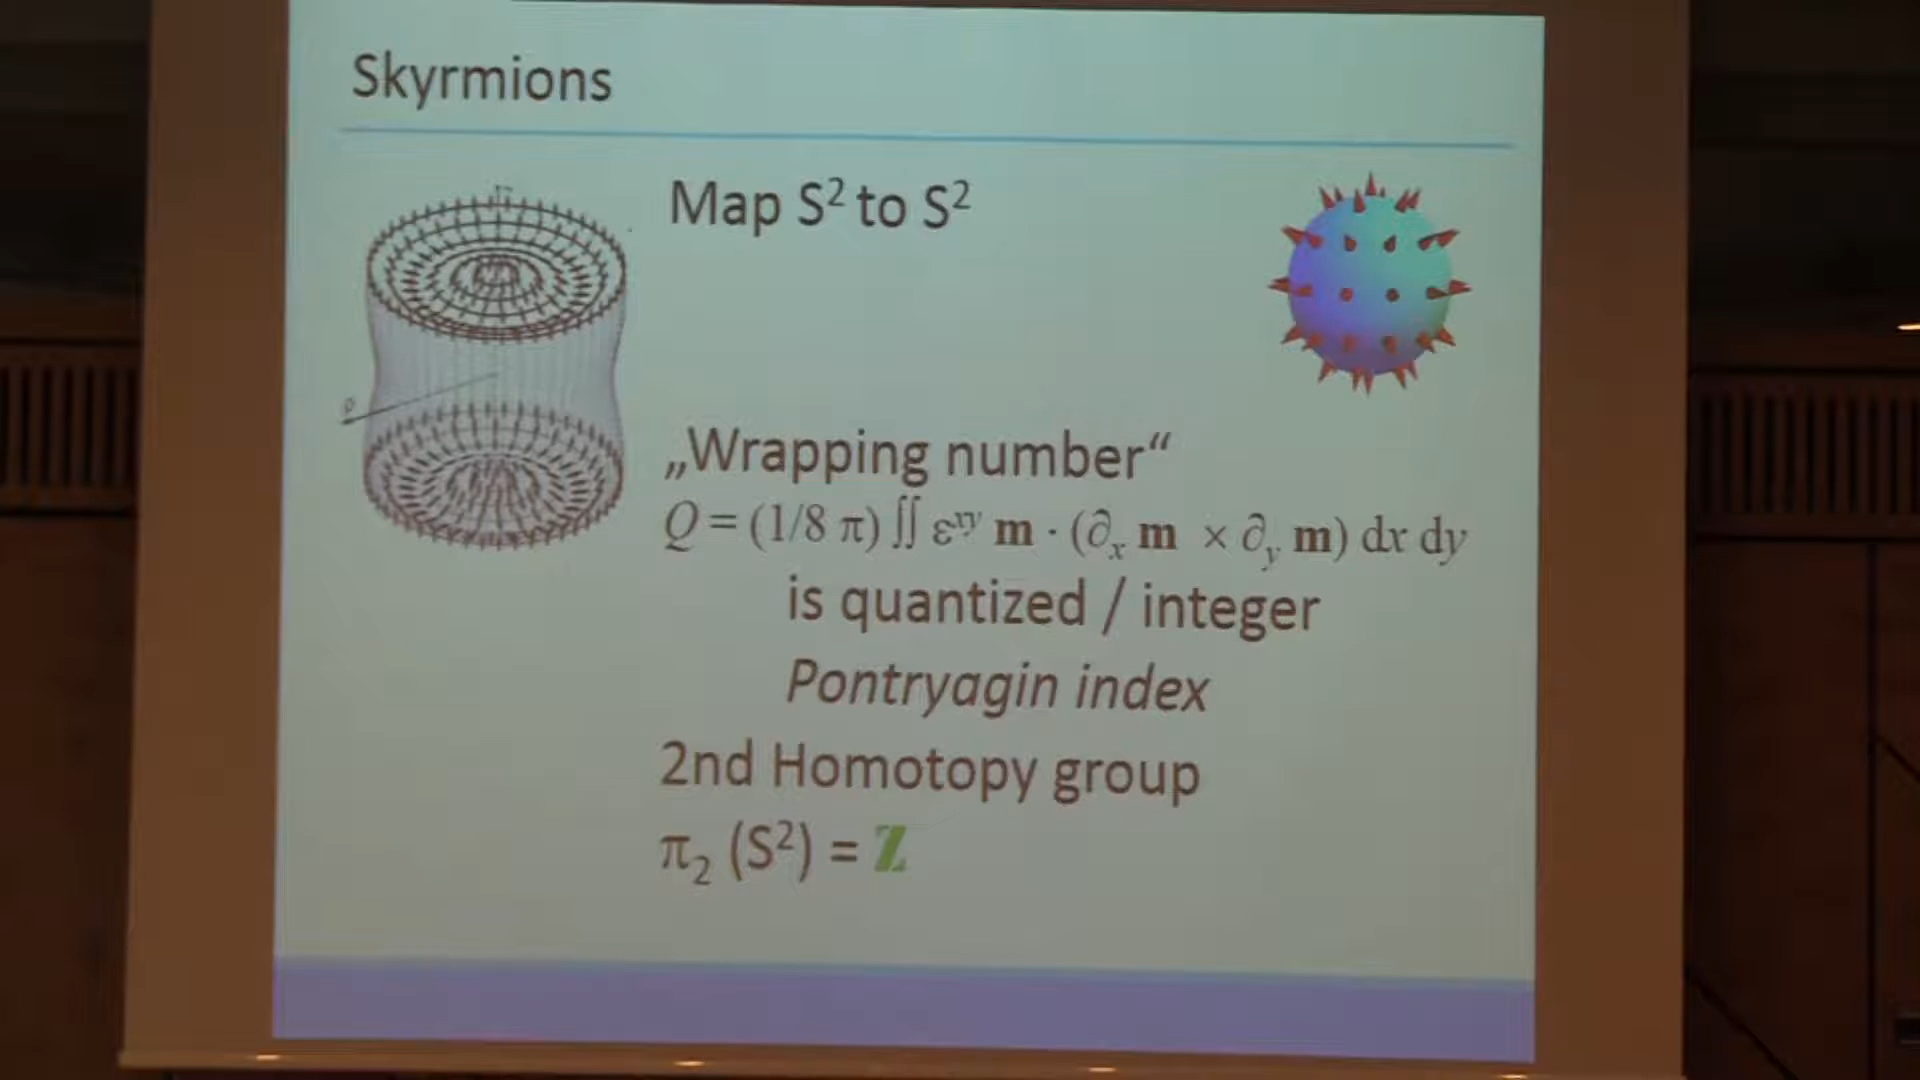 Skyrmions
Map S² to S²
„Wrapping number“
Q = (1/8 π) ∬ εˣʸ m · (∂ₓ m × ∂ᵧ m) dx dy
is quantized / integer
Pontryagin index
2nd Homotopy group
π₂ (S²) = ℤ
ρ